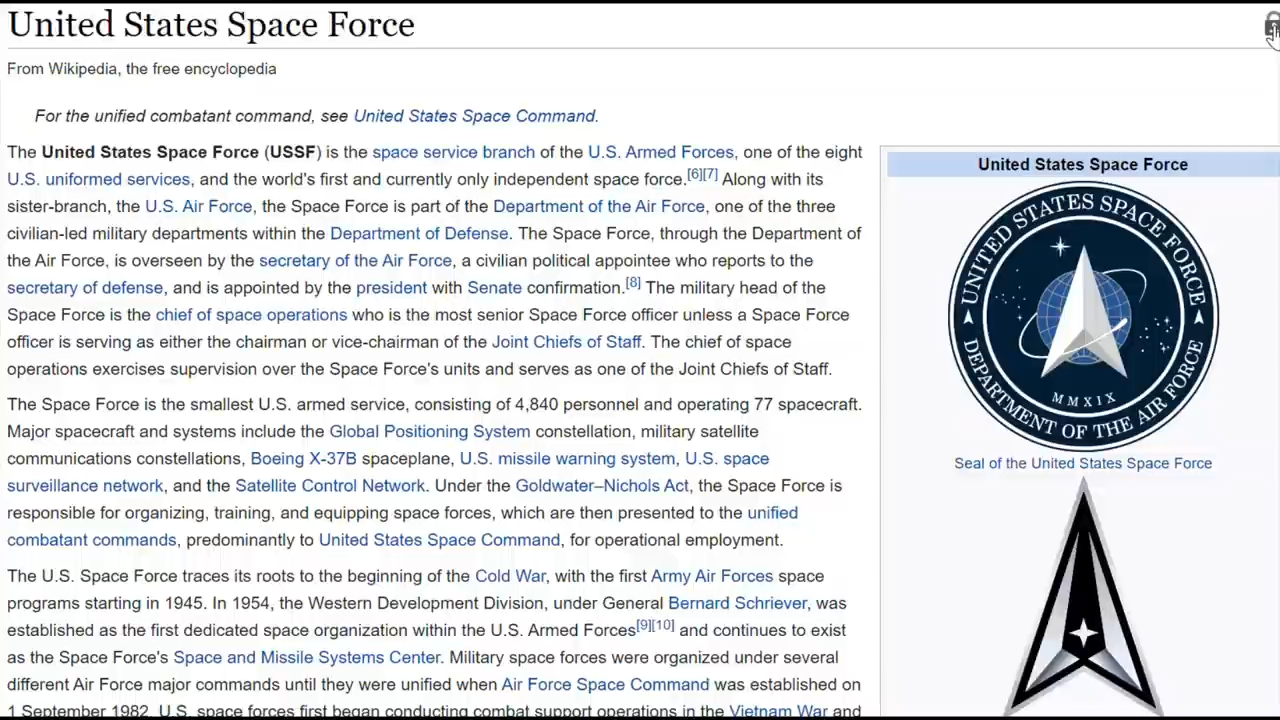 United States Space Force
From Wikipedia, the free encyclopedia
For the unified combatant command, see United States Space Command.
The United States Space Force (USSF) is the space service branch of the U.S. Armed Forces, one of the eight
U.S. uniformed services, and the world's first and currently only independent space force.[6][7] Along with its
sister-branch, the U.S. Air Force, the Space Force is part of the Department of the Air Force, one of the three
civilian-led military departments within the Department of Defense. The Space Force, through the Department of
the Air Force, is overseen by the secretary of the Air Force, a civilian political appointee who reports to the
secretary of defense, and is appointed by the president with Senate confirmation.[8] The military head of the
Space Force is the chief of space operations who is the most senior Space Force officer unless a Space Force
officer is serving as either the chairman or vice-chairman of the Joint Chiefs of Staff. The chief of space
operations exercises supervision over the Space Force's units and serves as one of the Joint Chiefs of Staff.
The Space Force is the smallest U.S. armed service, consisting of 4,840 personnel and operating 77 spacecraft.
Major spacecraft and systems include the Global Positioning System constellation, military satellite
communications constellations, Boeing X-37B spaceplane, U.S. missile warning system, U.S. space
surveillance network, and the Satellite Control Network. Under the Goldwater–Nichols Act, the Space Force is
responsible for organizing, training, and equipping space forces, which are then presented to the unified
combatant commands, predominantly to United States Space Command, for operational employment.
The U.S. Space Force traces its roots to the beginning of the Cold War, with the first Army Air Forces space
programs starting in 1945. In 1954, the Western Development Division, under General Bernard Schriever, was
established as the first dedicated space organization within the U.S. Armed Forces[9][10] and continues to exist
as the Space Force's Space and Missile Systems Center. Military space forces were organized under several
different Air Force major commands until they were unified when Air Force Space Command was established on
1 September 1982. U.S. space forces first began conducting combat support operations in the Vietnam War and
United States Space Force
UNITED STATES SPACE FORCE
MMXIX
DEPARTMENT OF THE AIR FORCE
Seal of the United States Space Force